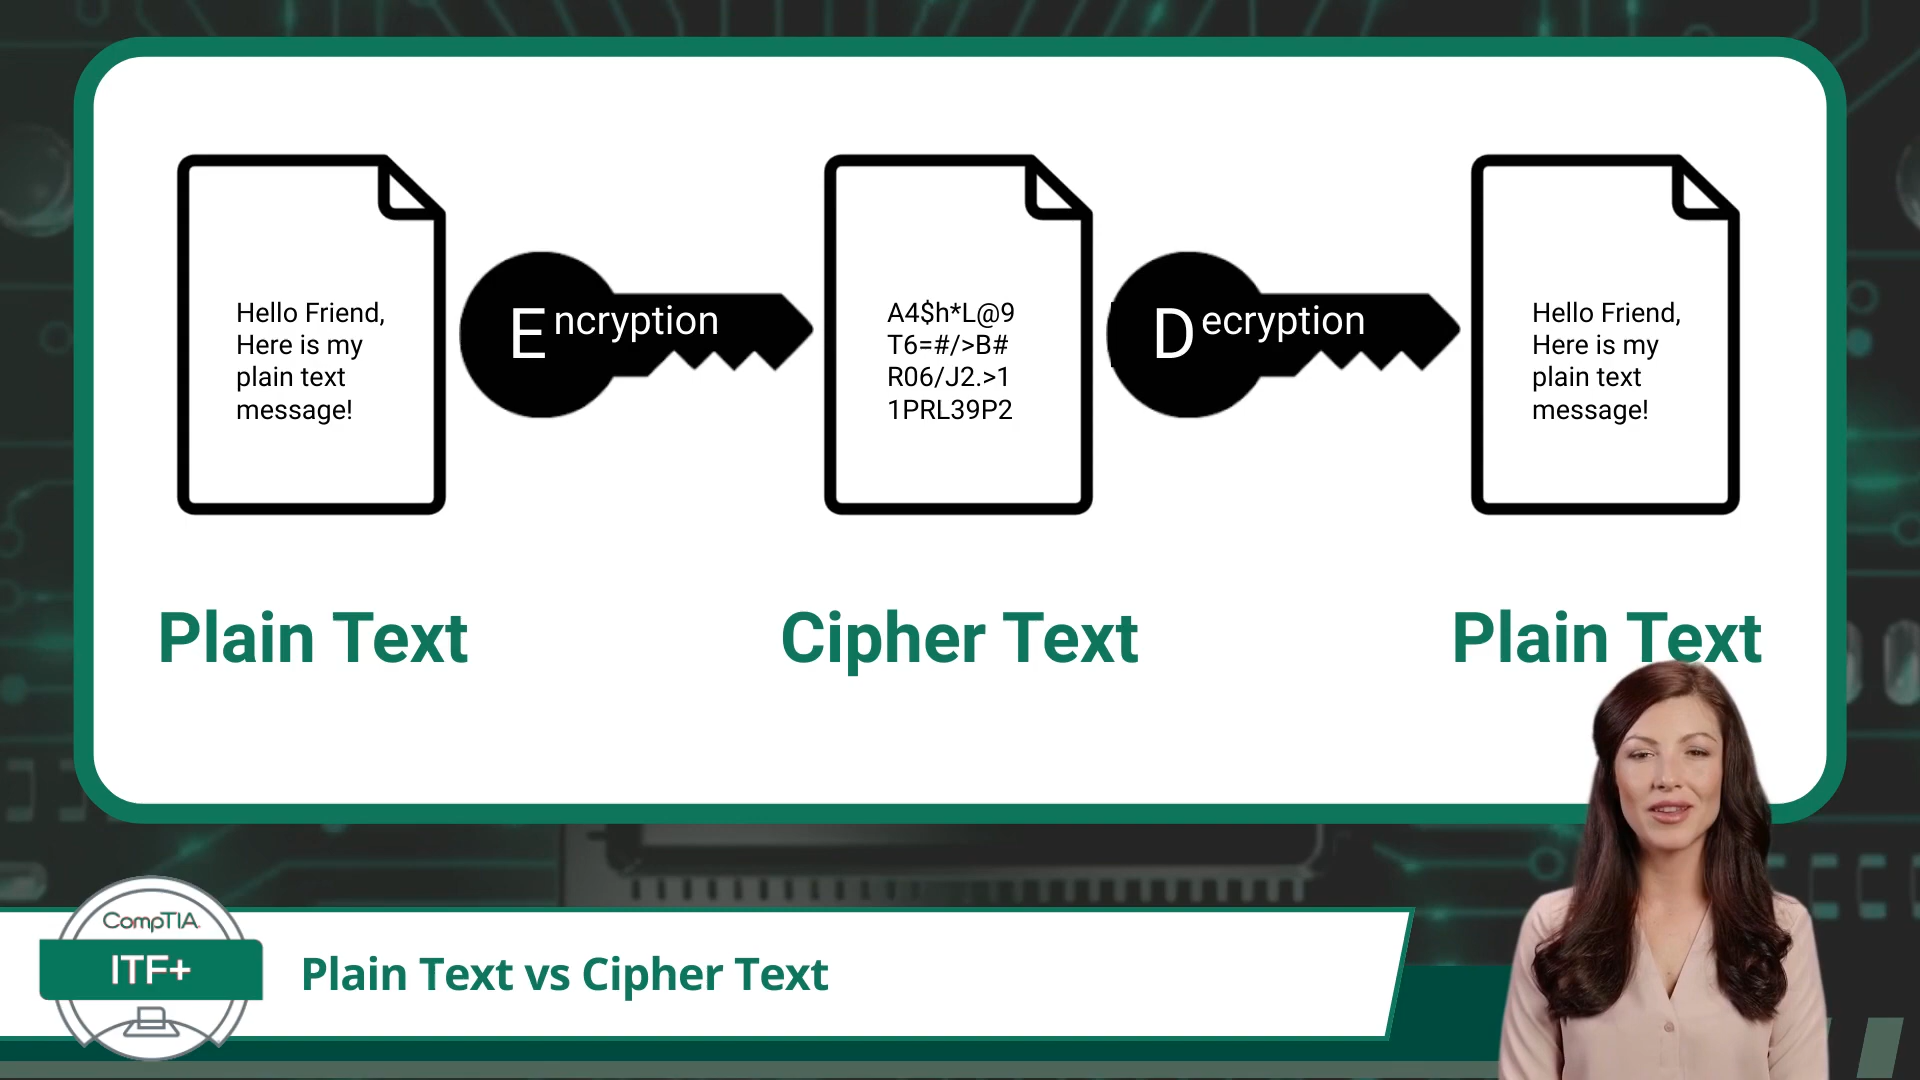 Hello Friend,
Here is my
plain text
message!
Encryption
A4$h*L@9
T6=#/>B#
R06/J2.>1
1PRL39P2
Decryption
Hello Friend,
Here is my
plain text
message!
Plain Text
Cipher Text
Plain Text
CompTIA
ITF+
Plain Text vs Cipher Text